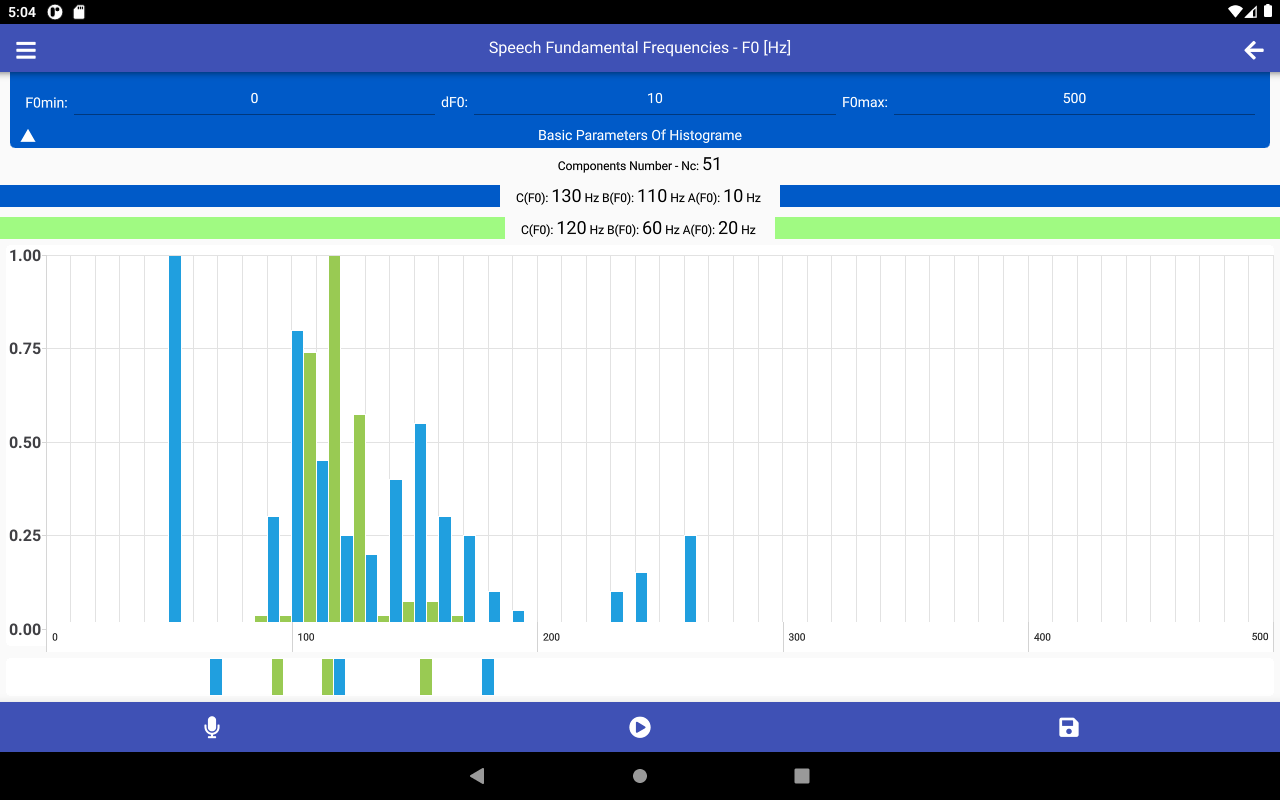 5:04
Speech Fundamental Frequencies - F0 [Hz]
F0min: 0 dF0: 10 F0max: 500
Basic Parameters Of Histograme
Components Number - Nc: 51
C(F0): 130 Hz B(F0): 110 Hz A(F0): 10 Hz
C(F0): 120 Hz B(F0): 60 Hz A(F0): 20 Hz
1.00
0.75
0.50
0.25
0.00
0 100 200 300 400 500